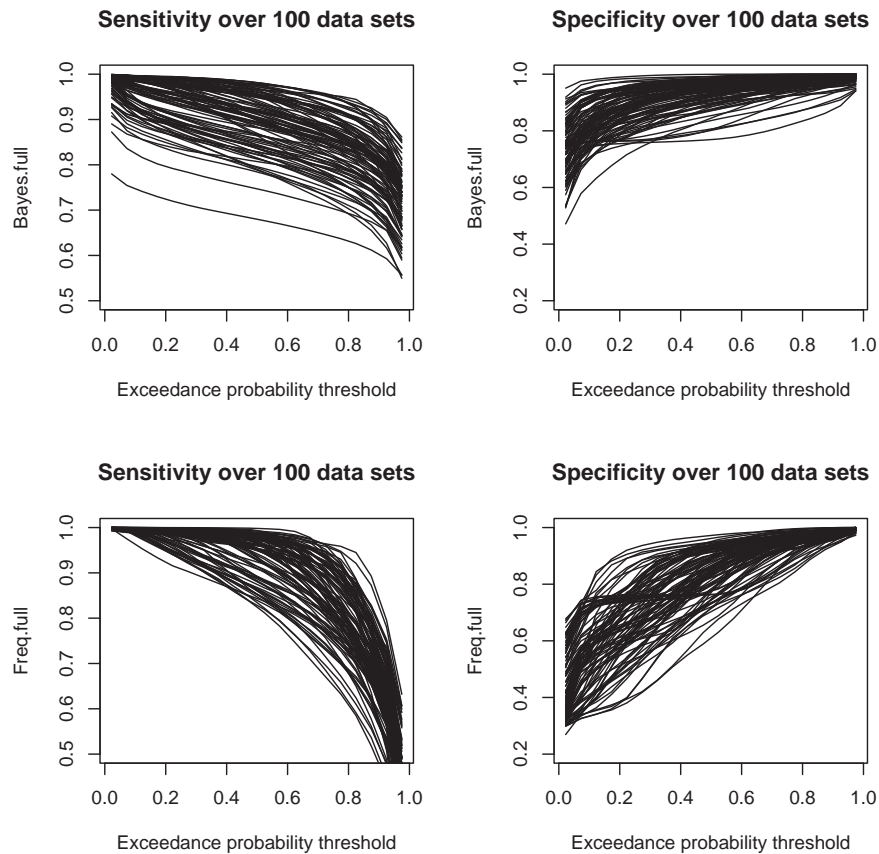 Sensitivity over 100 data sets
Bayes.full
1.0
0.9
0.8
0.7
0.6
0.5
0.0 0.2 0.4 0.6 0.8 1.0
Exceedance probability threshold
Specificity over 100 data sets
Bayes.full
1.0
0.8
0.6
0.4
0.2
0.0 0.2 0.4 0.6 0.8 1.0
Exceedance probability threshold
Sensitivity over 100 data sets
Freq.full
1.0
0.9
0.8
0.7
0.6
0.5
0.0 0.2 0.4 0.6 0.8 1.0
Exceedance probability threshold
Specificity over 100 data sets
Freq.full
1.0
0.8
0.6
0.4
0.2
0.0 0.2 0.4 0.6 0.8 1.0
Exceedance probability threshold